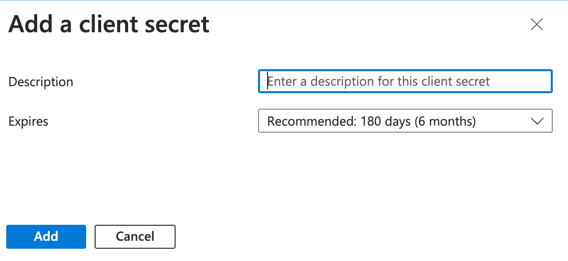 Add a client secret
Description
Enter a description for this client secret
Expires
Recommended: 180 days (6 months)
Add
Cancel